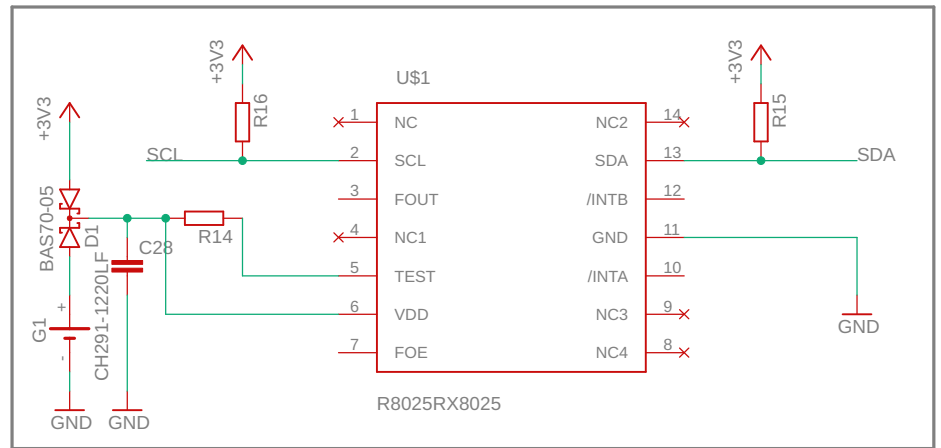 +3V3
+3V3
+3V3
U$1
R16
R15
1
NC
NC2
14
SCL
2
SCL
SDA
13
SDA
3
FOUT
/INTB
12
BAS70-05
D1
R14
C28
4
NC1
GND
11
5
TEST
/INTA
10
CH291-1220LF
6
VDD
NC3
9
G1
+
-
GND
7
FOE
NC4
8
R8025RX8025
GND
GND